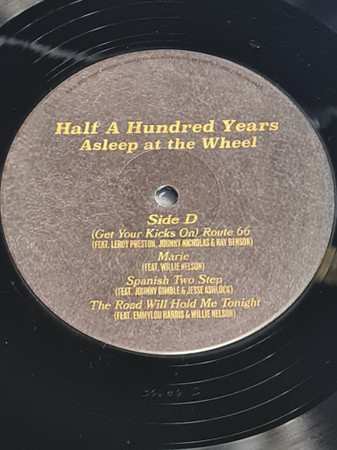 Half A Hundred Years
Asleep at the Wheel
Side D
(Get Your Kicks On) Route 66
(FEAT. LEROY PRESTON, JOHNNY NICHOLAS & RAY BENSON)
Marie
(FEAT. WILLIE NELSON)
Spanish Two Step
(FEAT. JOHNNY GIMBLE & JESSE ASHLOCK)
The Road Will Hold Me Tonight
(FEAT. EMMYLOU HARRIS & WILLIE NELSON)